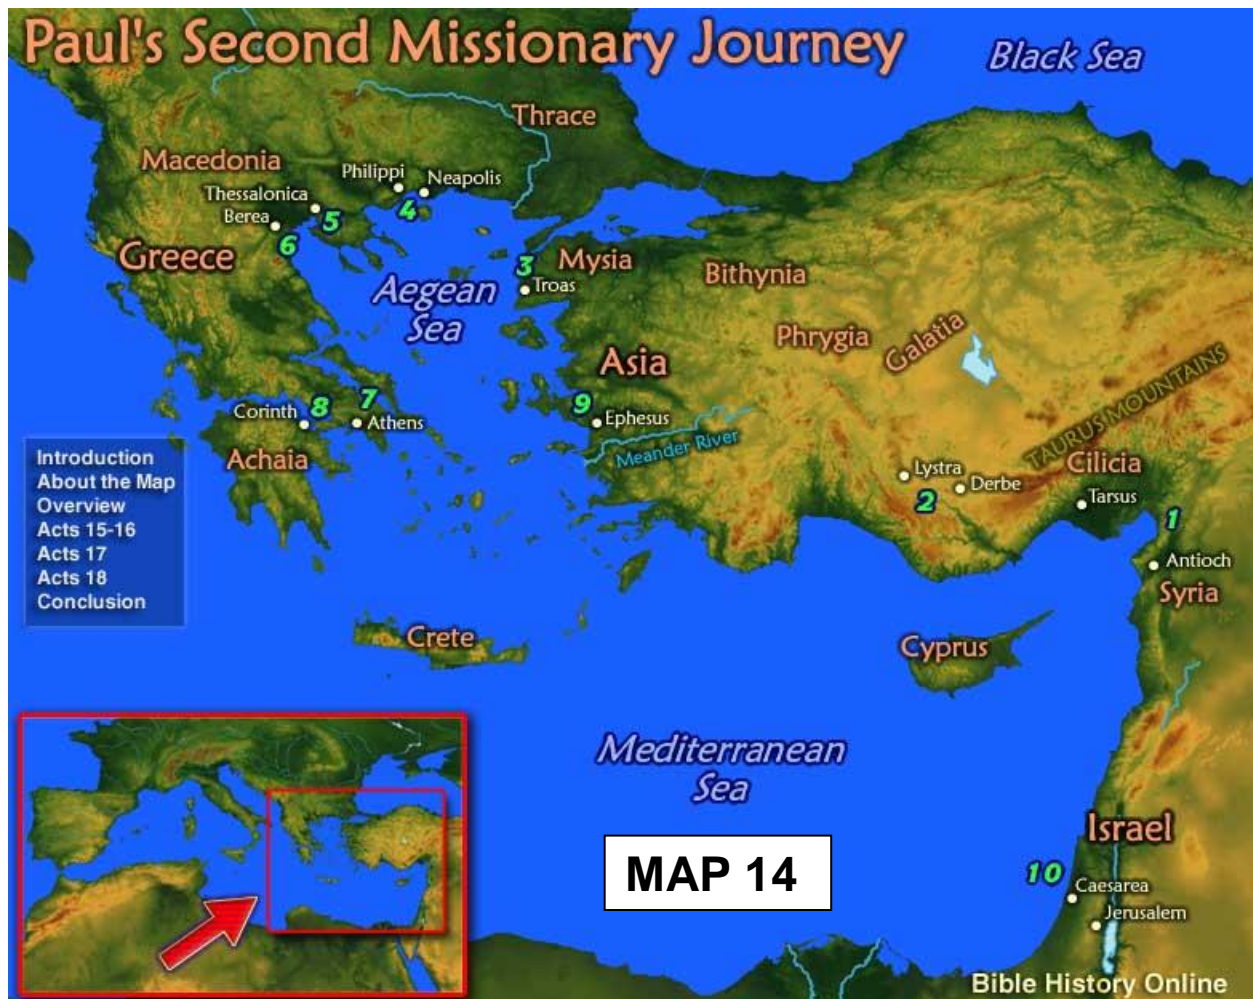 Paul's Second Missionary Journey
Black Sea
Thrace
Macedonia
Philippi
Neapolis
Thessalonica
4
Berea
5
6
Greece
3
Mysia
Troas
Bithynia
Aegean
Sea
Phrygia
Galatia
Asia
TAURUS MOUNTAINS
7
8
9
Corinth
Athens
Ephesus
Meander River
Achaia
Lystra
Derbe
2
Cilicia
Tarsus
1
Antioch
Syria
Introduction
About the Map
Overview
Acts 15-16
Acts 17
Acts 18
Conclusion
Crete
Cyprus
Mediterranean
Sea
Israel
MAP 14
10
Caesarea
Jerusalem
Bible History Online